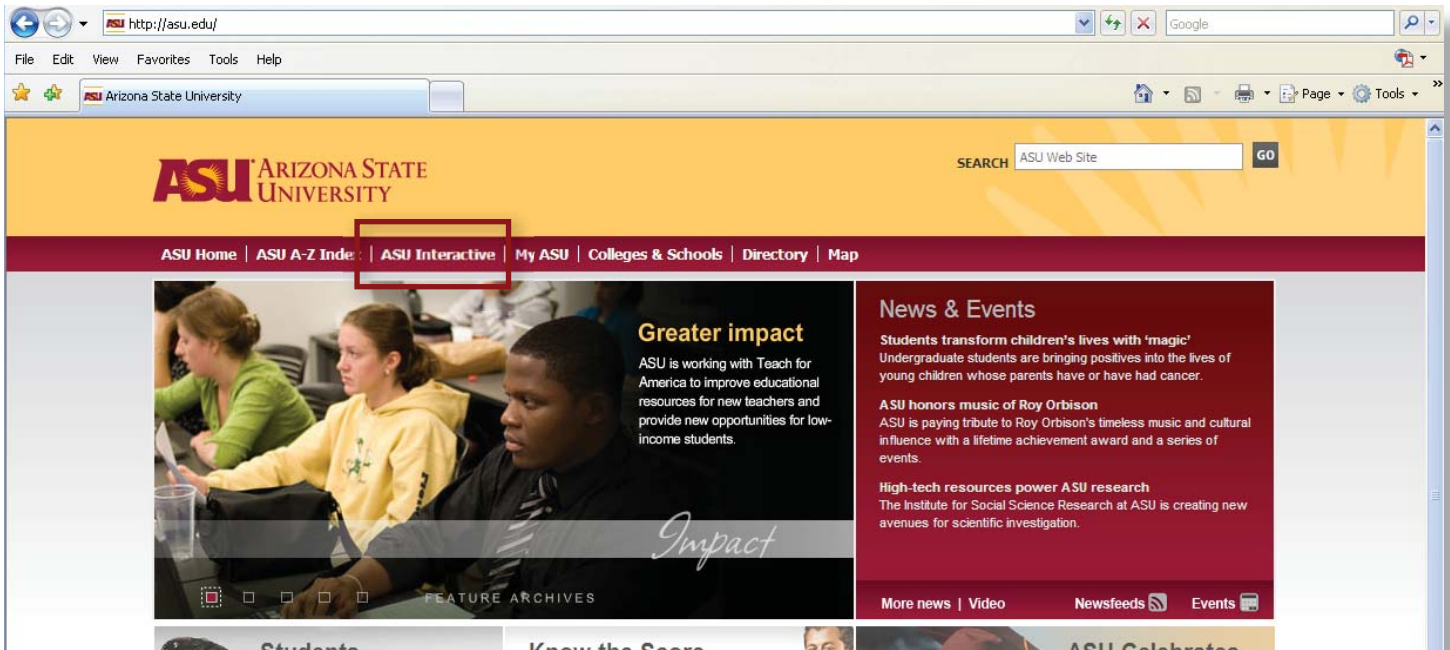 http://asu.edu/
Google
File Edit View Favorites Tools Help
Arizona State University
Page Tools
ASU ARIZONA STATE
UNIVERSITY
SEARCH ASU Web Site GO
ASU Home | ASU A-Z Index | ASU Interactive | My ASU | Colleges & Schools | Directory | Map
Greater impact
ASU is working with Teach for
America to improve educational
resources for new teachers and
provide new opportunities for low-
income students.
Impact
FEATURE ARCHIVES
News & Events
Students transform children's lives with 'magic'
Undergraduate students are bringing positives into the lives of
young children whose parents have or have had cancer.
ASU honors music of Roy Orbison
ASU is paying tribute to Roy Orbison's timeless music and cultural
influence with a lifetime achievement award and a series of
events.
High-tech resources power ASU research
The Institute for Social Science Research at ASU is creating new
avenues for scientific investigation.
More news | Video Newsfeeds Events
Students
Know the Score
ASU Celebrates